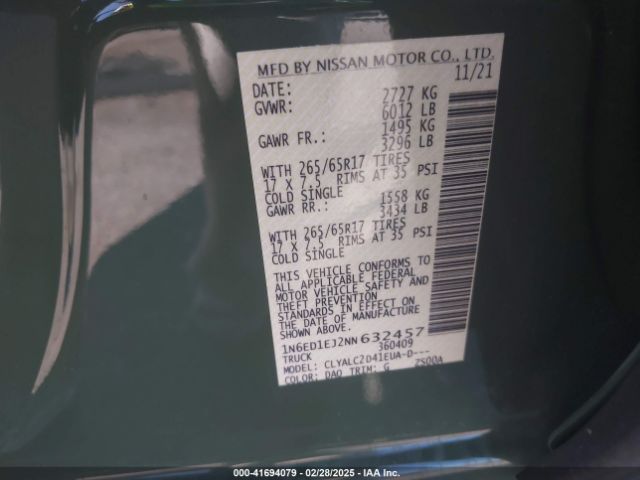 MFD BY NISSAN MOTOR CO., LTD.
DATE: 11/21
GVWR: 2727 KG
6012 LB
GAWR FR.: 1495 KG
3296 LB
WITH 265/65R17 TIRES
17 X 7.5 RIMS AT 35 PSI
COLD SINGLE
GAWR RR.: 1558 KG
3434 LB
WITH 265/65R17 TIRES
17 X 7.5 RIMS AT 35 PSI
COLD SINGLE
THIS VEHICLE CONFORMS TO
ALL APPLICABLE FEDERAL
MOTOR VEHICLE SAFETY AND
THEFT PREVENTION
STANDARDS IN EFFECT ON
THE DATE OF MANUFACTURE
SHOWN ABOVE.
1N6ED1EJ2NN632457
TRUCK 360409
MODEL: CLYALC2D41EUA-D---
COLOR: DAQ TRIM: G 2S00A
©COPART - 41694079 - 02/28/2025 - IAA Inc.